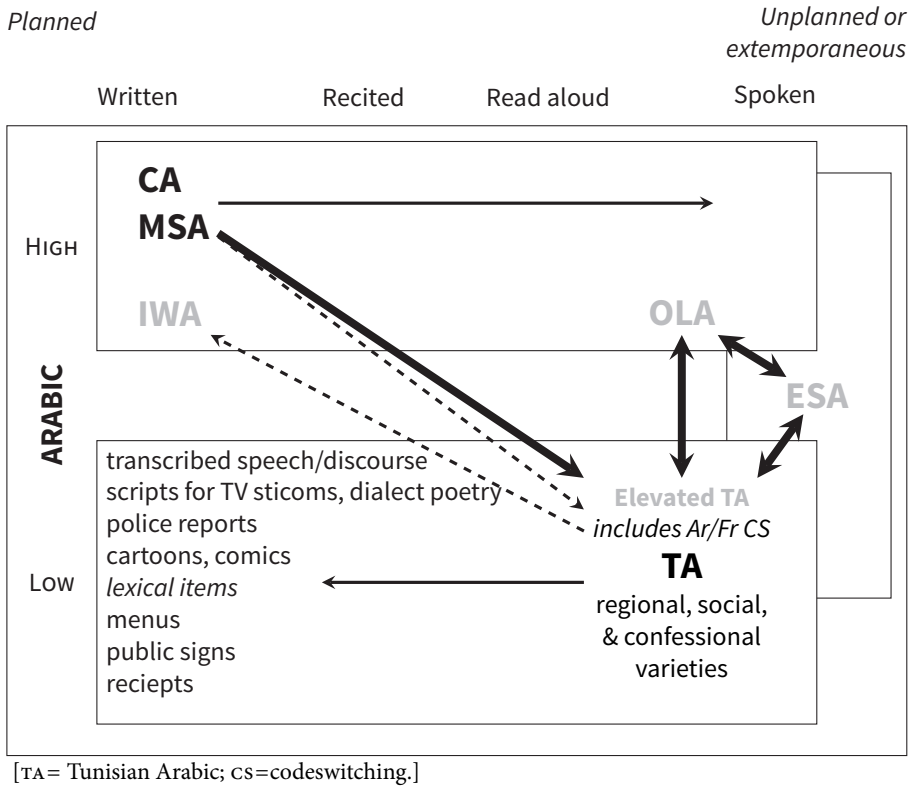 Planned
Unplanned or
extemporaneous
Written Recited Read aloud Spoken
CA
MSA
HIGH
IWA OLA
ARABIC
ESA
transcribed speech/discourse
scripts for TV sticoms, dialect poetry
police reports
cartoons, comics
lexical items
menus
public signs
reciepts
LOW
Elevated TA
includes Ar/Fr CS
TA
regional, social,
& confessional
varieties
[TA= Tunisian Arabic; CS=codeswitching.]